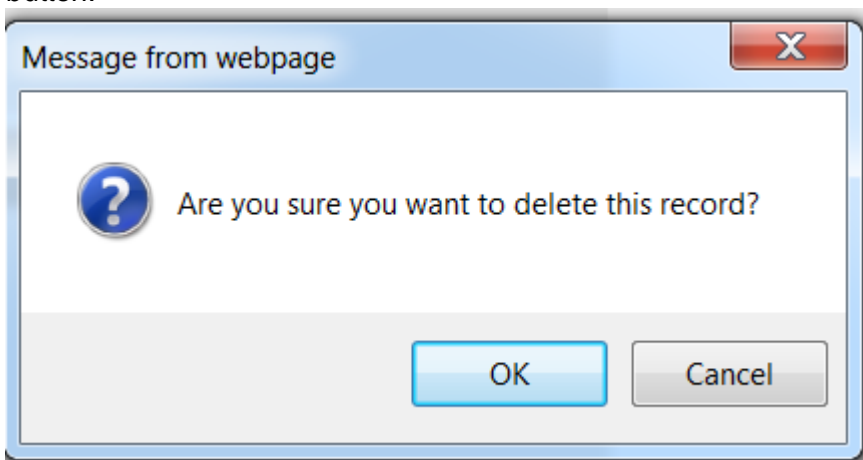 Message from webpage
X
?
Are you sure you want to delete this record?
OK
Cancel